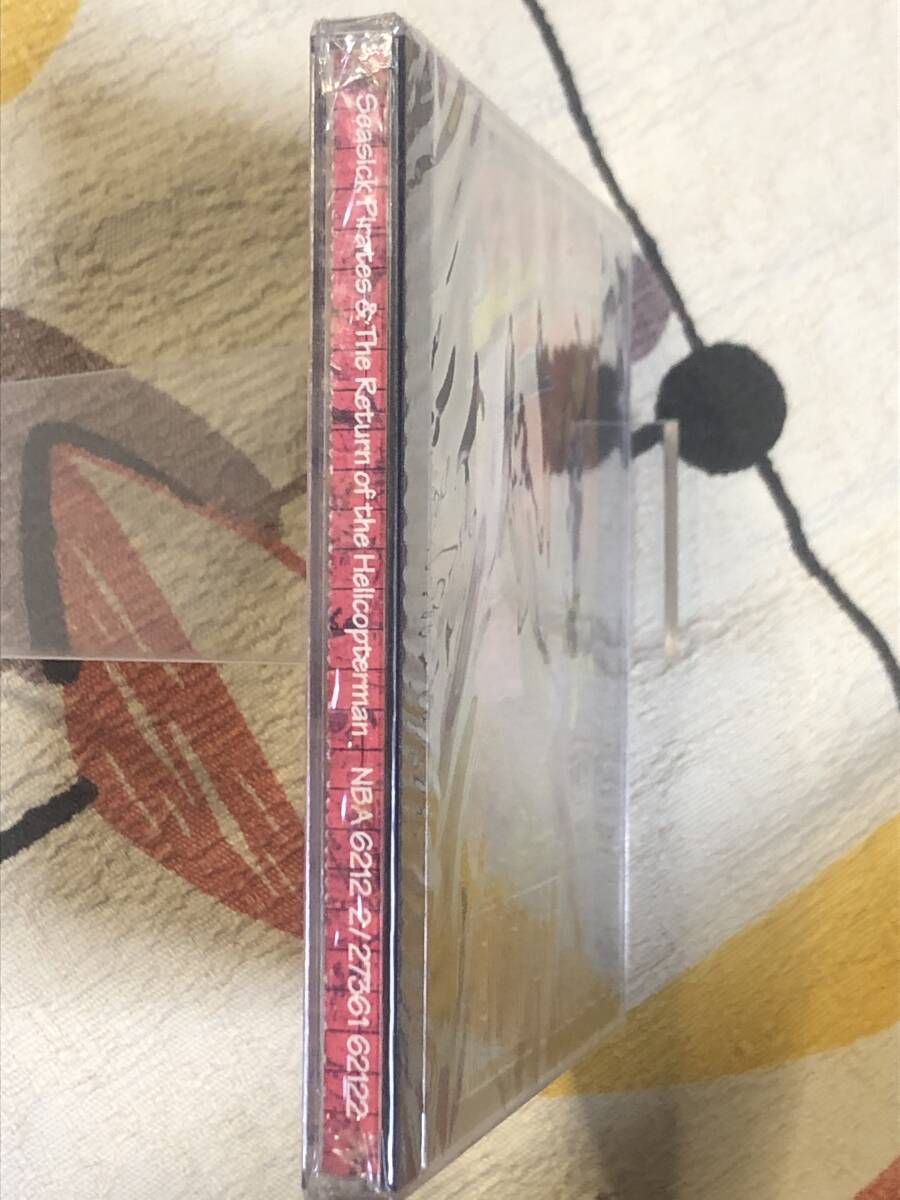 Seasick Pirates & The Return of the Helicopterman. NBA 6212-2 / 27361 62122